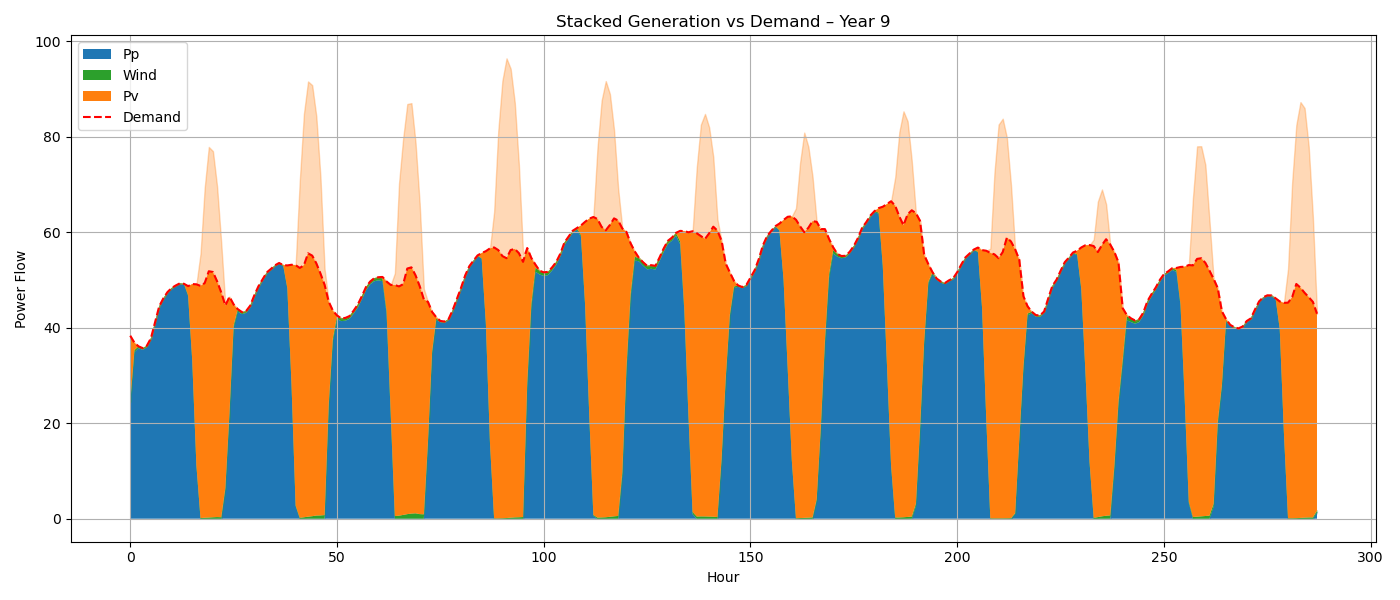 Stacked Generation vs Demand – Year 9
Pp
Wind
Pv
Demand
Power Flow
100
80
60
40
20
0
0 50 100 150 200 250 300
Hour